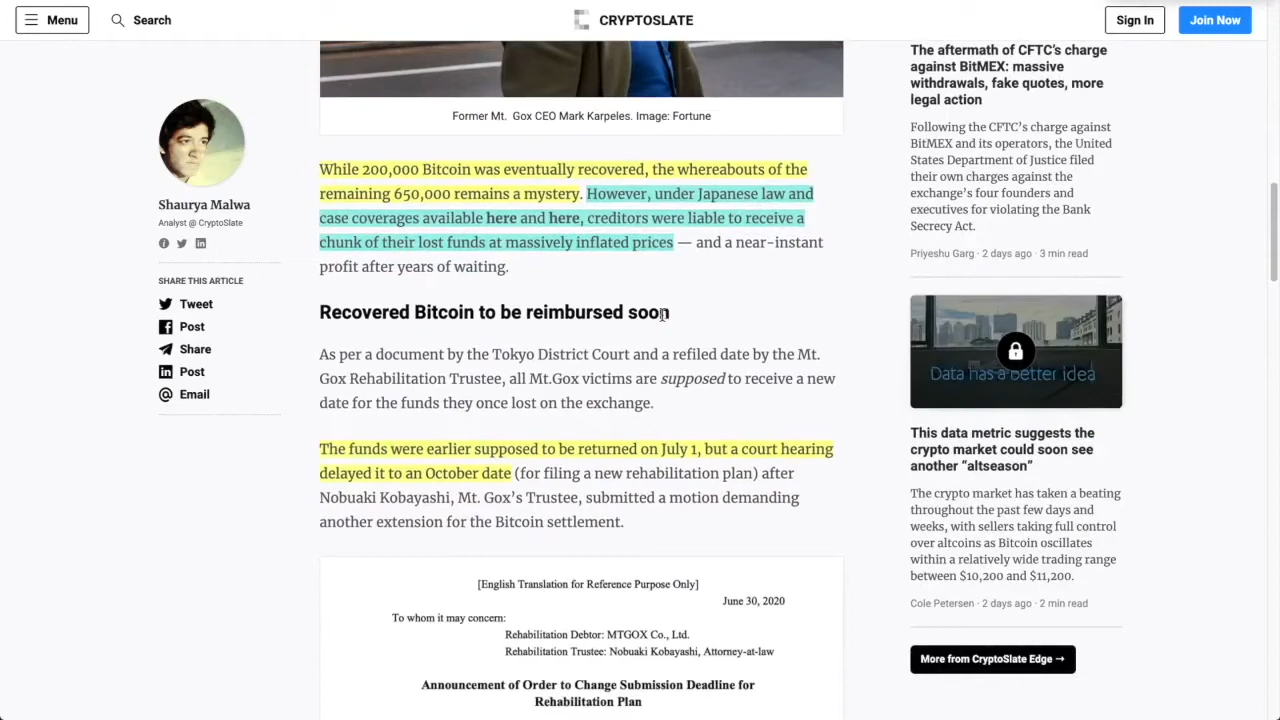 Menu
Search
CRYPTOSLATE
Sign In
Join Now
Former Mt. Gox CEO Mark Karpeles. Image: Fortune
Shaurya Malwa
Analyst @ CryptoSlate
SHARE THIS ARTICLE
Tweet
Post
Share
Post
Email
While 200,000 Bitcoin was eventually recovered, the whereabouts of the
remaining 650,000 remains a mystery. However, under Japanese law and
case coverages available here and here, creditors were liable to receive a
chunk of their lost funds at massively inflated prices — and a near-instant
profit after years of waiting.
Recovered Bitcoin to be reimbursed soon
As per a document by the Tokyo District Court and a refiled date by the Mt.
Gox Rehabilitation Trustee, all Mt.Gox victims are supposed to receive a new
date for the funds they once lost on the exchange.
The funds were earlier supposed to be returned on July 1, but a court hearing
delayed it to an October date (for filing a new rehabilitation plan) after
Nobuaki Kobayashi, Mt. Gox's Trustee, submitted a motion demanding
another extension for the Bitcoin settlement.
[English Translation for Reference Purpose Only]
June 30, 2020
To whom it may concern:
Rehabilitation Debtor: MTGOX Co., Ltd.
Rehabilitation Trustee: Nobuaki Kobayashi, Attorney-at-law
Announcement of Order to Change Submission Deadline for
Rehabilitation Plan
The aftermath of CFTC's charge
against BitMEX: massive
withdrawals, fake quotes, more
legal action
Following the CFTC's charge against
BitMEX and its operators, the United
States Department of Justice filed
their own charges against the
exchange's four founders and
executives for violating the Bank
Secrecy Act.
Priyeshu Garg · 2 days ago · 3 min read
Data has a better idea
This data metric suggests the
crypto market could soon see
another "altseason"
The crypto market has taken a beating
throughout the past few days and
weeks, with sellers taking full control
over altcoins as Bitcoin oscillates
within a relatively wide trading range
between $10,200 and $11,200.
Cole Petersen · 2 days ago · 2 min read
More from CryptoSlate Edge →